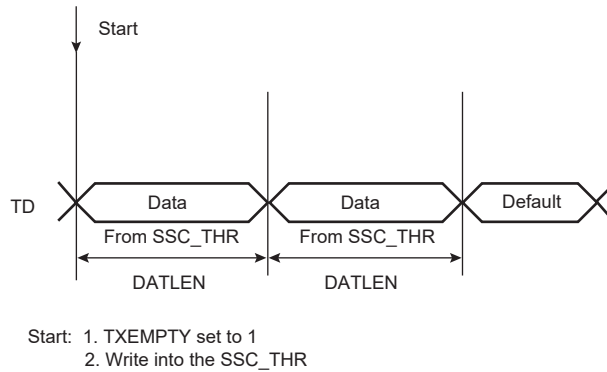 Start
TD
Data
Data
Default
From SSC_THR
From SSC_THR
DATLEN
DATLEN
Start: 1. TXEMPTY set to 1
2. Write into the SSC_THR